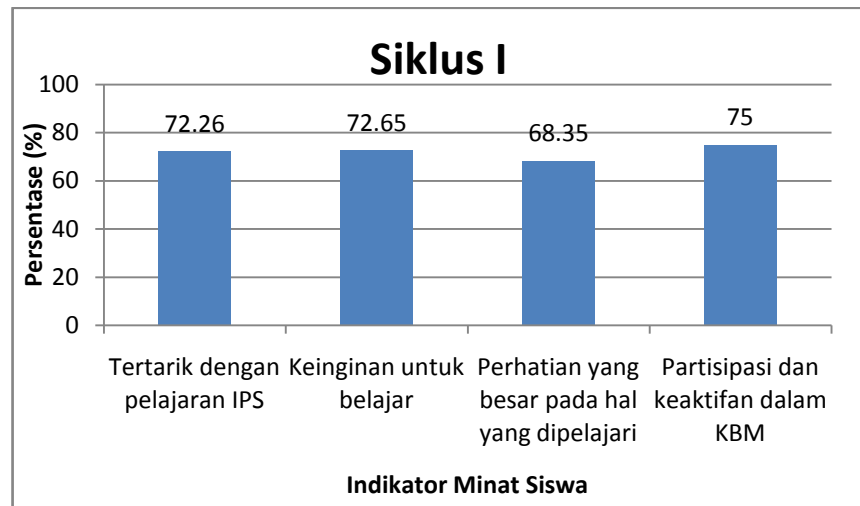 Siklus I
Persentase (%)
100
80
60
40
20
0
72.26
72.65
68.35
75
Tertarik dengan
pelajaran IPS
Keinginan untuk
belajar
Perhatian yang
besar pada hal
yang dipelajari
Partisipasi dan
keaktifan dalam
KBM
Indikator Minat Siswa